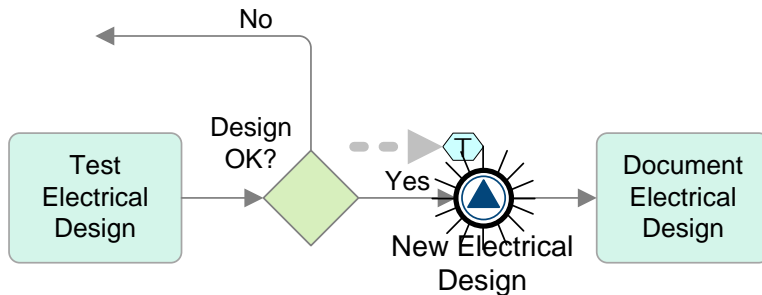 No
Design
OK?
T
Test
Electrical
Design
Yes
Document
Electrical
Design
New Electrical
Design